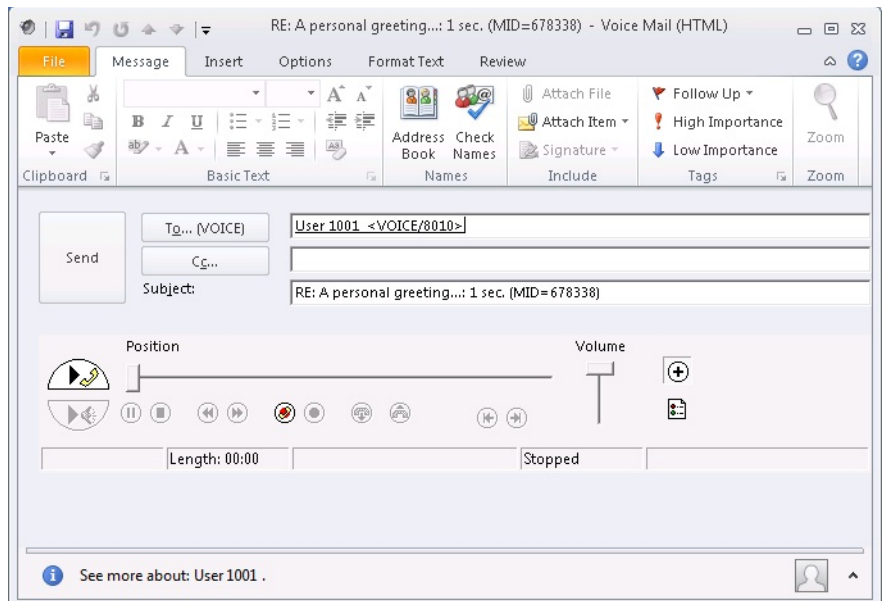 RE: A personal greeting...: 1 sec. (MID=678338) - Voice Mail (HTML)
File Message Insert Options Format Text Review
Paste
Clipboard
B I U
ab A
A A
Aa
Basic Text
Address Book
Check Names
Names
Attach File
Attach Item
Signature
Include
Follow Up
High Importance
Low Importance
Tags
Zoom
Zoom
Send
To... (VOICE)
User 1001 <VOICE/8010>
Cc...
Subject:
RE: A personal greeting...: 1 sec. (MID=678338)
Position
Volume
Length: 00:00
Stopped
See more about: User 1001 .